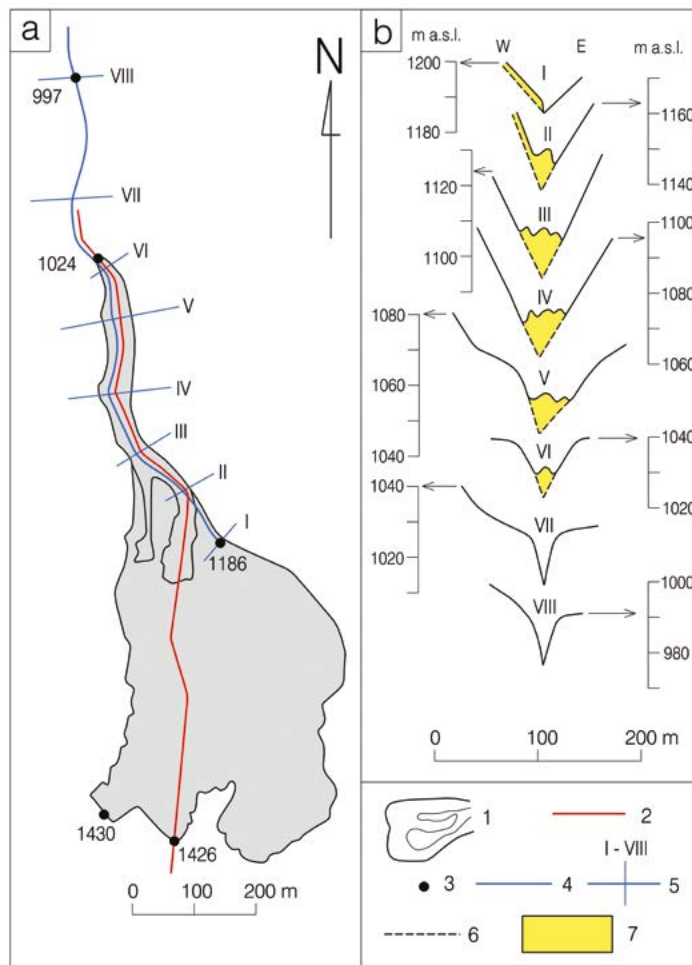 a
N
VIII
997
VII
1024
VI
V
IV
III
II
I
1186
1430
1426
0 100 200 m
b
m a.s.l.
W E
m a.s.l.
1200
1180
I
1160
1140
II
1120
1100
III
1100
1080
1060
IV
1080
1060
1040
V
1040
1020
VI
1040
1020
VII
1000
980
VIII
0 100 200 m
1
2
I - VIII
3
4
5
6
7